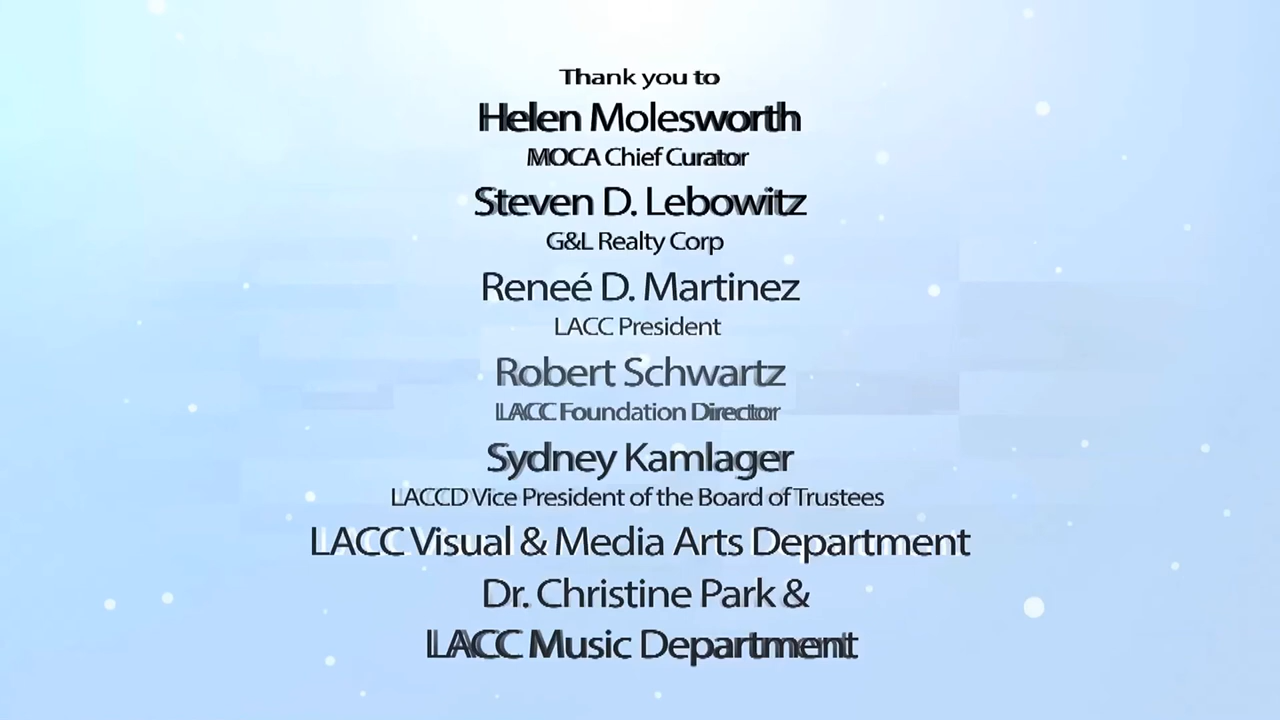 Thank you to
Helen Molesworth
MOCA Chief Curator
Steven D. Lebowitz
G&L Realty Corp
Reneé D. Martinez
LACC President
Robert Schwartz
LACC Foundation Director
Sydney Kamlager
LACCD Vice President of the Board of Trustees
LACC Visual & Media Arts Department
Dr. Christine Park &
LACC Music Department